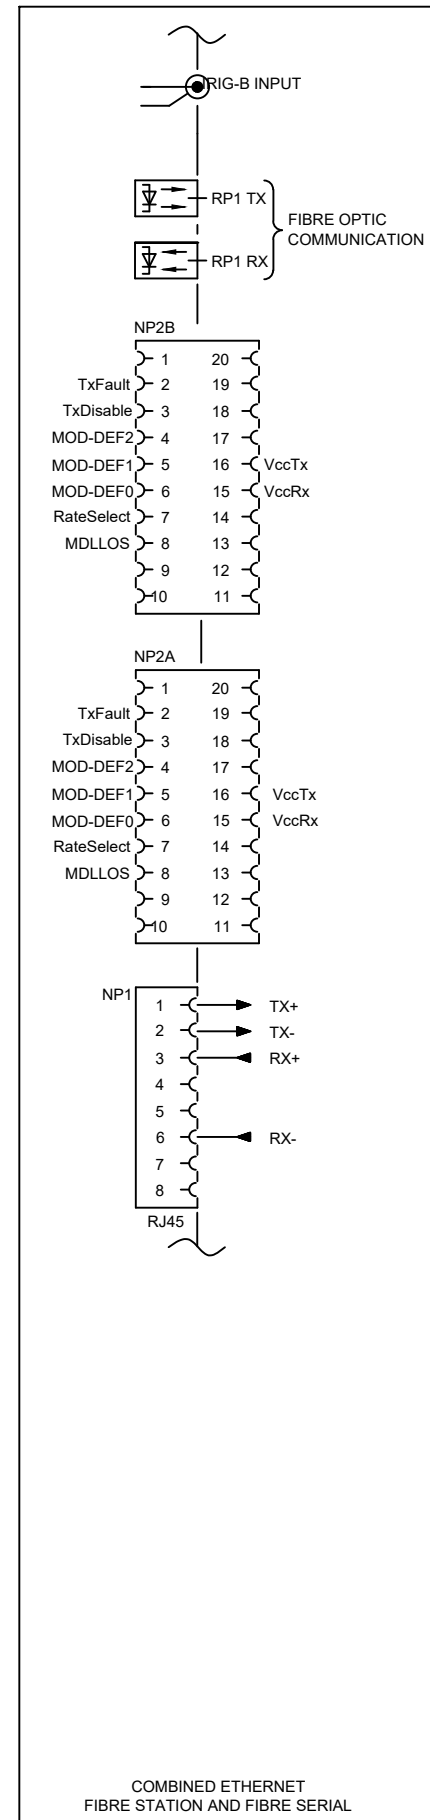 IRIG-B INPUT
RP1 TX
FIBRE OPTIC
COMMUNICATION
RP1 RX
NP2B
1 20
TxFault 2 19
TxDisable 3 18
MOD-DEF2 4 17
MOD-DEF1 5 16 VccTx
MOD-DEF0 6 15 VccRx
RateSelect 7 14
MDLLOS 8 13
9 12
10 11
NP2A
1 20
TxFault 2 19
TxDisable 3 18
MOD-DEF2 4 17
MOD-DEF1 5 16 VccTx
MOD-DEF0 6 15 VccRx
RateSelect 7 14
MDLLOS 8 13
9 12
10 11
NP1
1 TX+
2 TX-
3 RX+
4
5
6 RX-
7
8
RJ45
COMBINED ETHERNET
FIBRE STATION AND FIBRE SERIAL